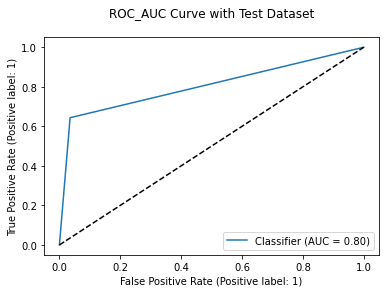 ROC_AUC Curve with Test Dataset
1.0
0.8
0.6
0.4
0.2
0.0
True Positive Rate (Positive label: 1)
Classifier (AUC = 0.80)
0.0 0.2 0.4 0.6 0.8 1.0
False Positive Rate (Positive label: 1)